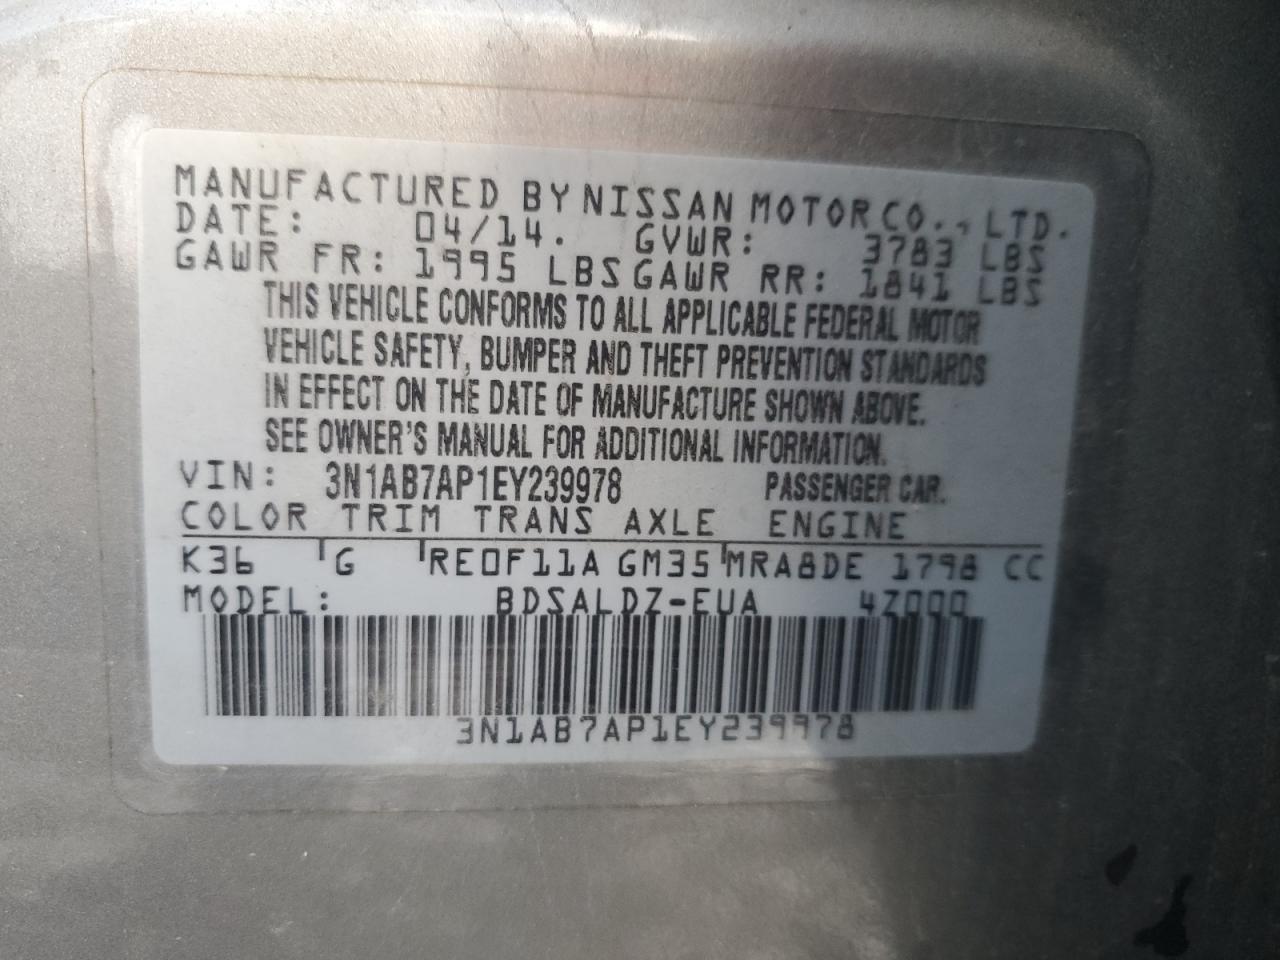 MANUFACTURED BY NISSAN MOTOR CO., LTD.
DATE: 04/14. GVWR: 3783 LBS
GAWR FR: 1995 LBS GAWR RR: 1841 LBS
THIS VEHICLE CONFORMS TO ALL APPLICABLE FEDERAL MOTOR
VEHICLE SAFETY, BUMPER AND THEFT PREVENTION STANDARDS
IN EFFECT ON THE DATE OF MANUFACTURE SHOWN ABOVE.
SEE OWNER'S MANUAL FOR ADDITIONAL INFORMATION.
VIN: 3N1AB7AP1EY239978 PASSENGER CAR.
COLOR TRIM TRANS AXLE ENGINE
K36 G RE0F11A GM35 MRA8DE 1798 CC
MODEL: BDSALDZ-EUA 4Z000
3N1AB7AP1EY239978